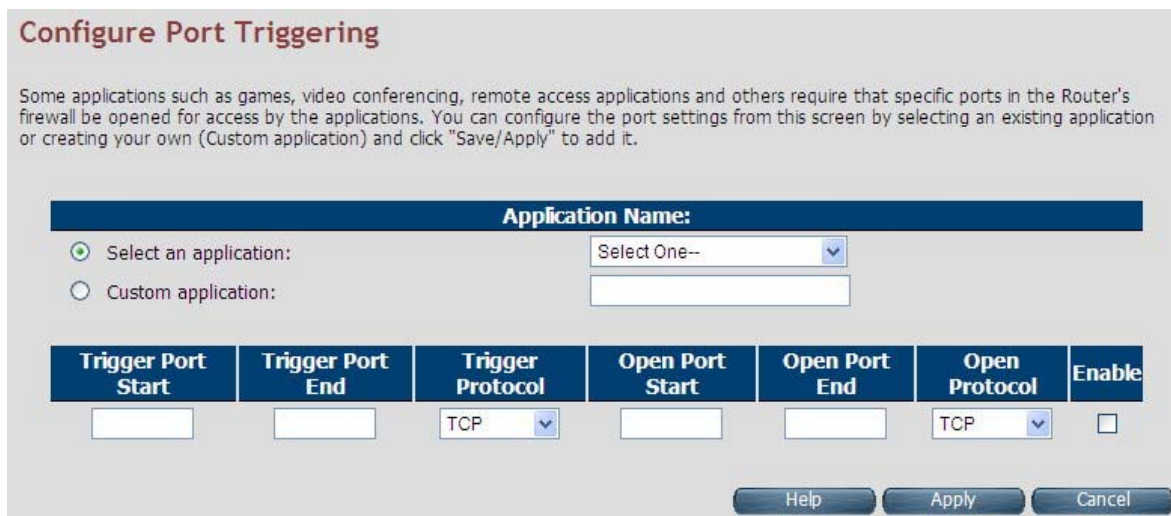 Configure Port Triggering
Some applications such as games, video conferencing, remote access applications and others require that specific ports in the Router's
firewall be opened for access by the applications. You can configure the port settings from this screen by selecting an existing application
or creating your own (Custom application) and click "Save/Apply" to add it.
Application Name:
Select an application: Select One--
Custom application:
Trigger Port Start Trigger Port End Trigger Protocol Open Port Start Open Port End Open Protocol Enable
TCP TCP
Help Apply Cancel